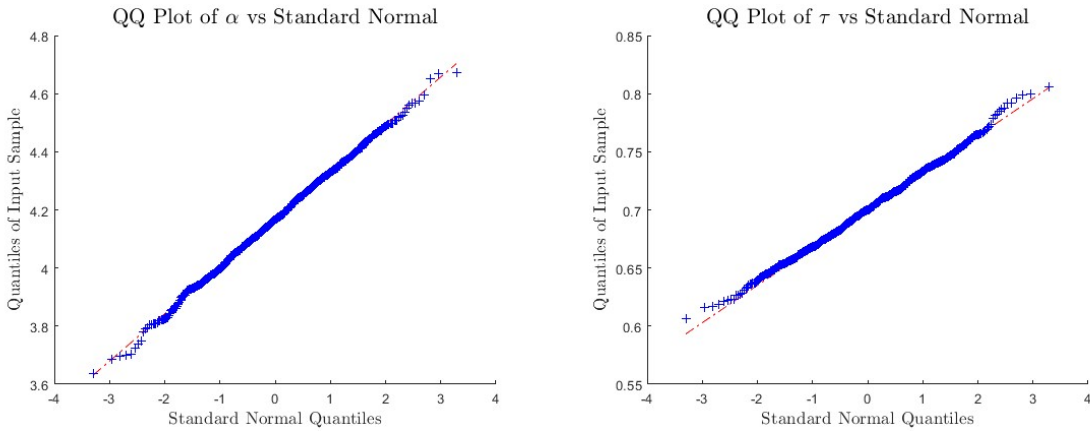 QQ Plot of α vs Standard Normal
4.8
4.6
4.4
4.2
4
3.8
3.6
Quantiles of Input Sample
-4 -3 -2 -1 0 1 2 3 4
Standard Normal Quantiles
QQ Plot of τ vs Standard Normal
0.85
0.8
0.75
0.7
0.65
0.6
0.55
Quantiles of Input Sample
-4 -3 -2 -1 0 1 2 3 4
Standard Normal Quantiles